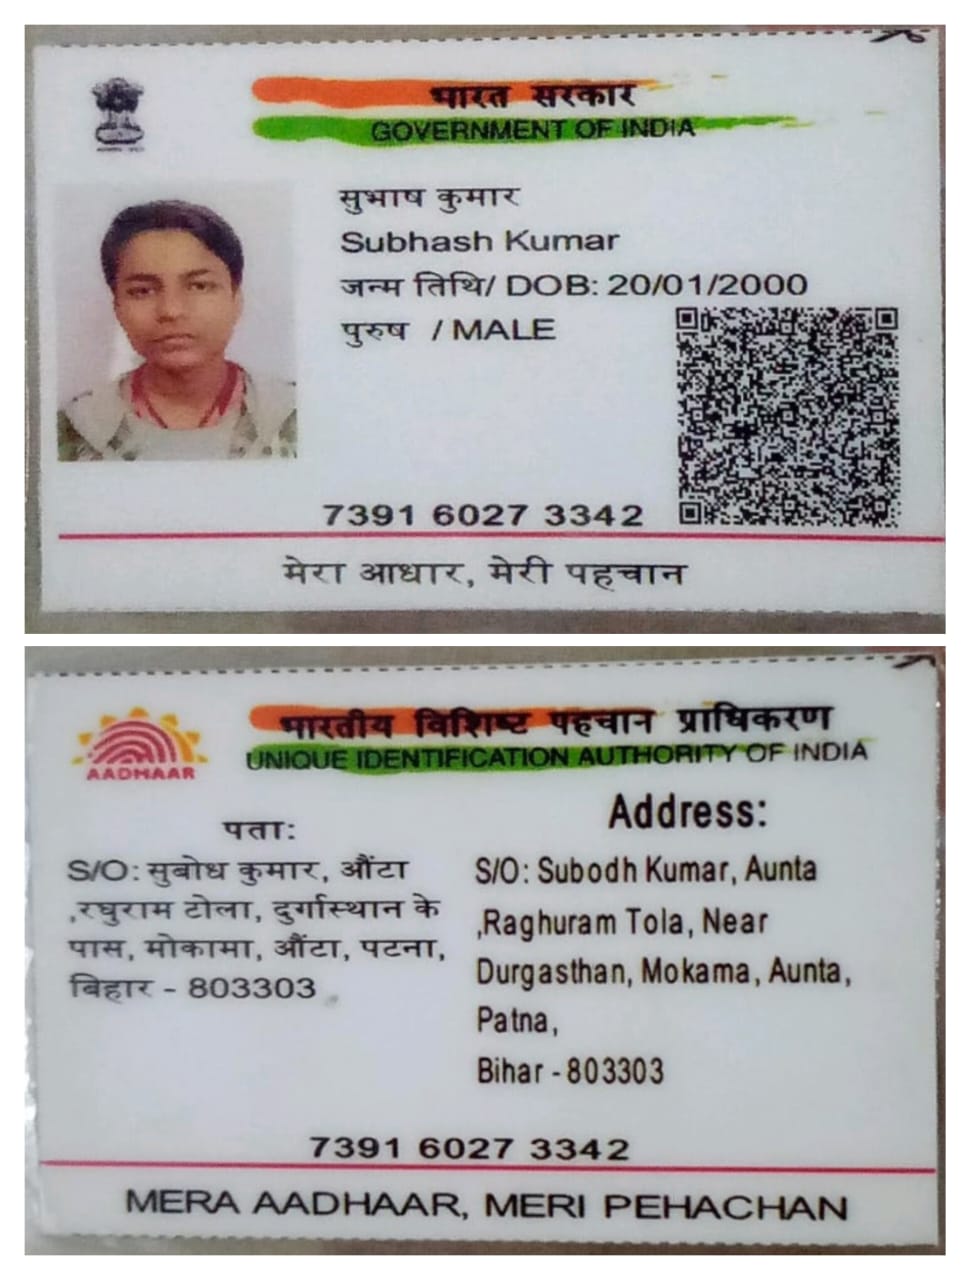 भारत सरकार
GOVERNMENT OF INDIA
सुभाष कुमार
Subhash Kumar
जन्म तिथि/ DOB: 20/01/2000
पुरुष / MALE
7391 6027 3342
मेरा आधार, मेरी पहचान
भारतीय विशिष्ट पहचान प्राधिकरण
UNIQUE IDENTIFICATION AUTHORITY OF INDIA
AADHAAR
पता:
S/O: सुबोध कुमार, औंटा
,रघुराम टोला, दुर्गास्थान के
पास, मोकामा, औंटा, पटना,
बिहार - 803303
Address:
S/O: Subodh Kumar, Aunta
,Raghuram Tola, Near
Durgasthan, Mokama, Aunta,
Patna,
Bihar - 803303
7391 6027 3342
MERA AADHAAR, MERI PEHACHAN